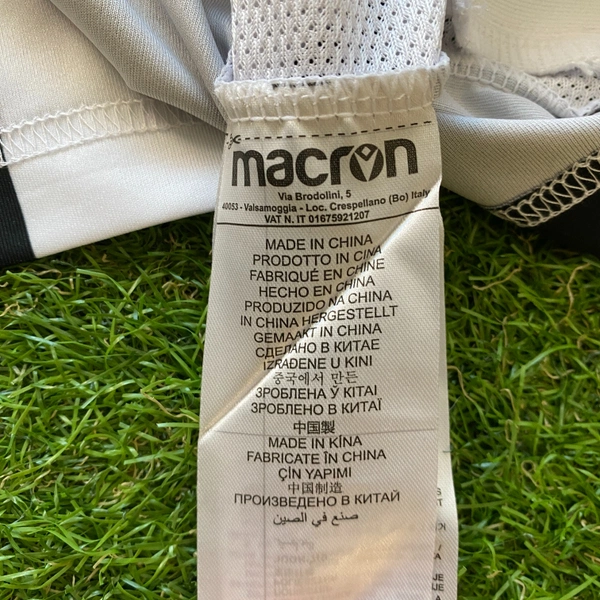 macron
Via Brodolini, 5
40053 - Valsamoggia - Loc. Crespellano (Bo) Italy
VAT N. IT 01675921207
MADE IN CHINA
PRODOTTO IN CINA
FABRIQUÉ EN CHINE
HECHO EN CHINA
PRODUZIDO NA CHINA
IN CHINA HERGESTELLT
GEMAAKT IN CHINA
СДЕЛАНО В КИТАЕ
IZRAĐENE U KINI
중국에서 만든
ЗРОБЛЕНА Ў КІТАІ
ЗРОБЛЕНО В КИТАЇ
中国製
MADE IN KÍNA
FABRICATE ÎN CHINA
ÇİN YAPIMI
中国制造
ПРОИЗВЕДЕНО В КИТАЙ
صنع في الصين